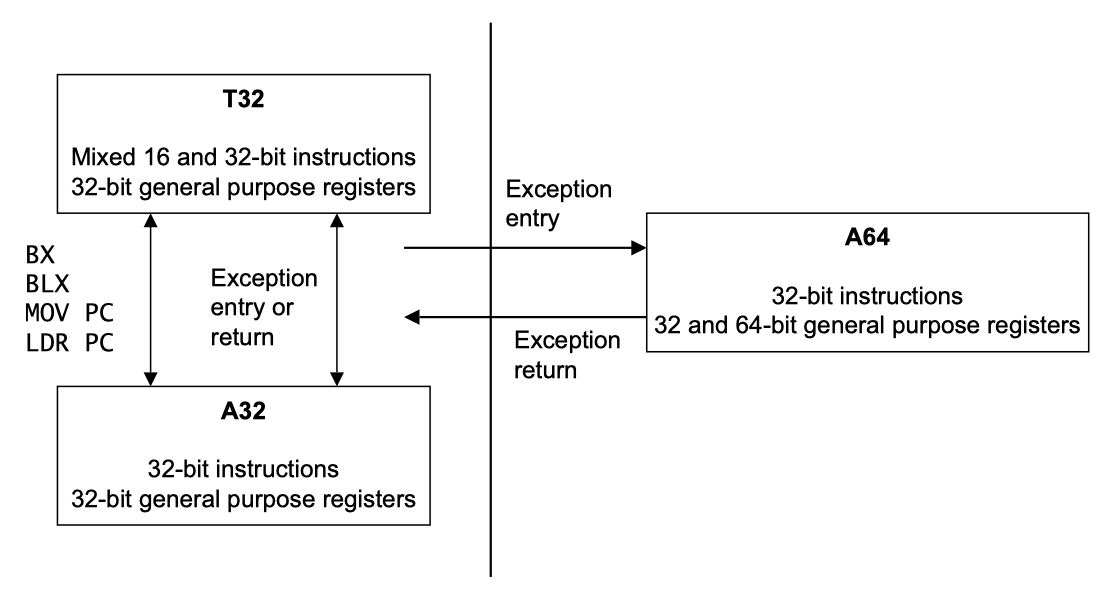 T32
Mixed 16 and 32-bit instructions
32-bit general purpose registers
BX
BLX
MOV PC
LDR PC
Exception
entry or
return
A32
32-bit instructions
32-bit general purpose registers
Exception
entry
Exception
return
A64
32-bit instructions
32 and 64-bit general purpose registers